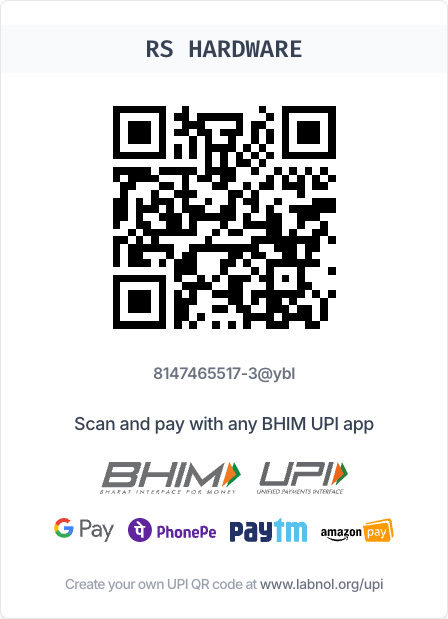 RS HARDWARE
8147465517-3@ybl
Scan and pay with any BHIM UPI app
BHIM UPI
BHARAT INTERFACE FOR MONEY UNIFIED PAYMENTS INTERFACE
G Pay PhonePe paytm amazon pay
Create your own UPI QR code at www.labnol.org/upi